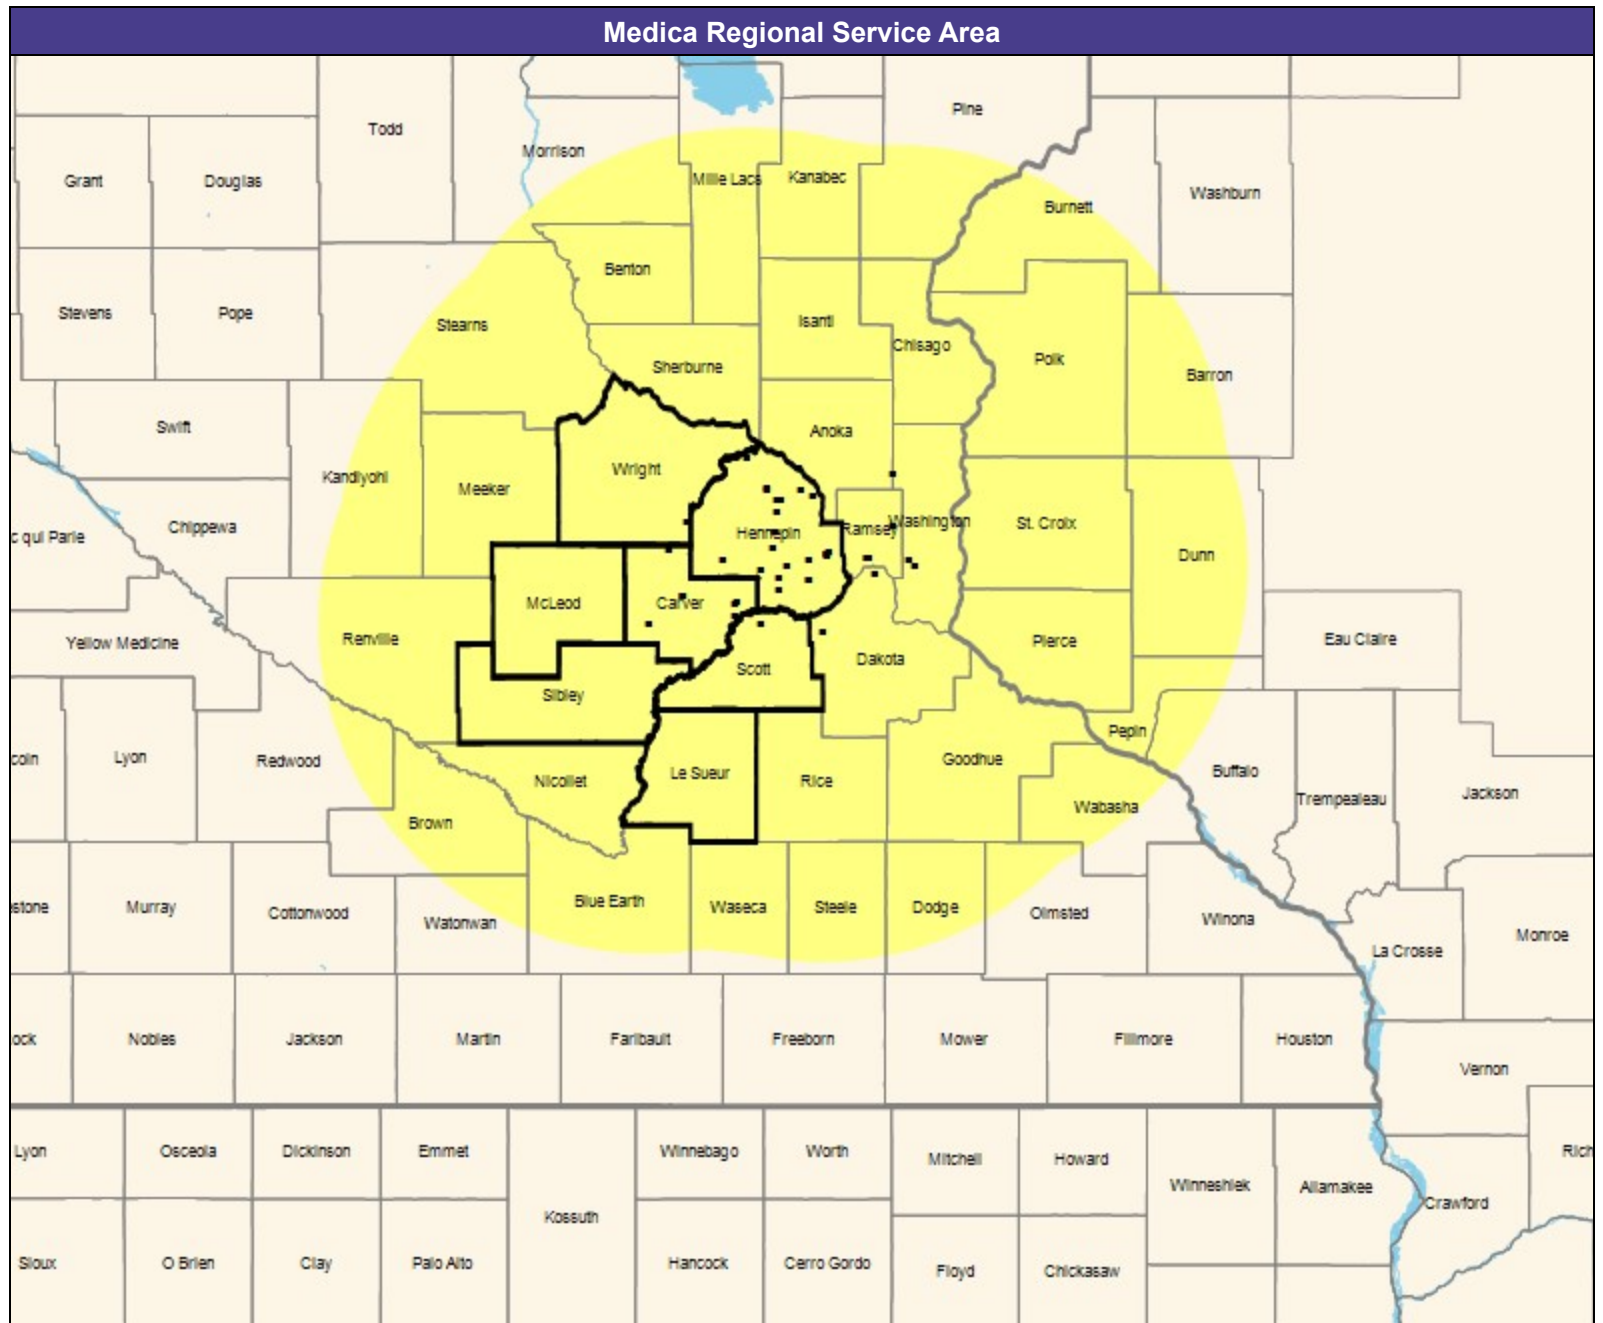 Medica Regional Service Area
Pine
Todd
Morrison
Grant
Douglas
Mille Lacs
Kanabec
Washburn
Burnett
Benton
Stevens
Pope
Stearns
Isanti
Chisago
Polk
Barron
Sherburne
Swift
Anoka
Wright
Kandiyohi
Meeker
Chippewa
c qui Parle
Hennepin
Ramsey
Washington
St. Croix
Dunn
McLeod
Carver
Renville
Yellow Medicine
Pierce
Eau Claire
Scott
Dakota
Sibley
Pepin
coln
Lyon
Redwood
Nicollet
Le Sueur
Rice
Goodhue
Buffalo
Trempealeau
Jackson
Wabasha
Brown
stone
Murray
Cottonwood
Watonwan
Blue Earth
Waseca
Steele
Dodge
Olmsted
Winona
La Crosse
Monroe
ock
Nobles
Jackson
Martin
Faribault
Freeborn
Mower
Fillmore
Houston
Vernon
Lyon
Osceola
Dickinson
Emmet
Winnebago
Worth
Mitchell
Howard
Winneshiek
Allamakee
Crawford
Rich
Kossuth
Sioux
O Brien
Clay
Palo Alto
Hancock
Cerro Gordo
Floyd
Chickasaw